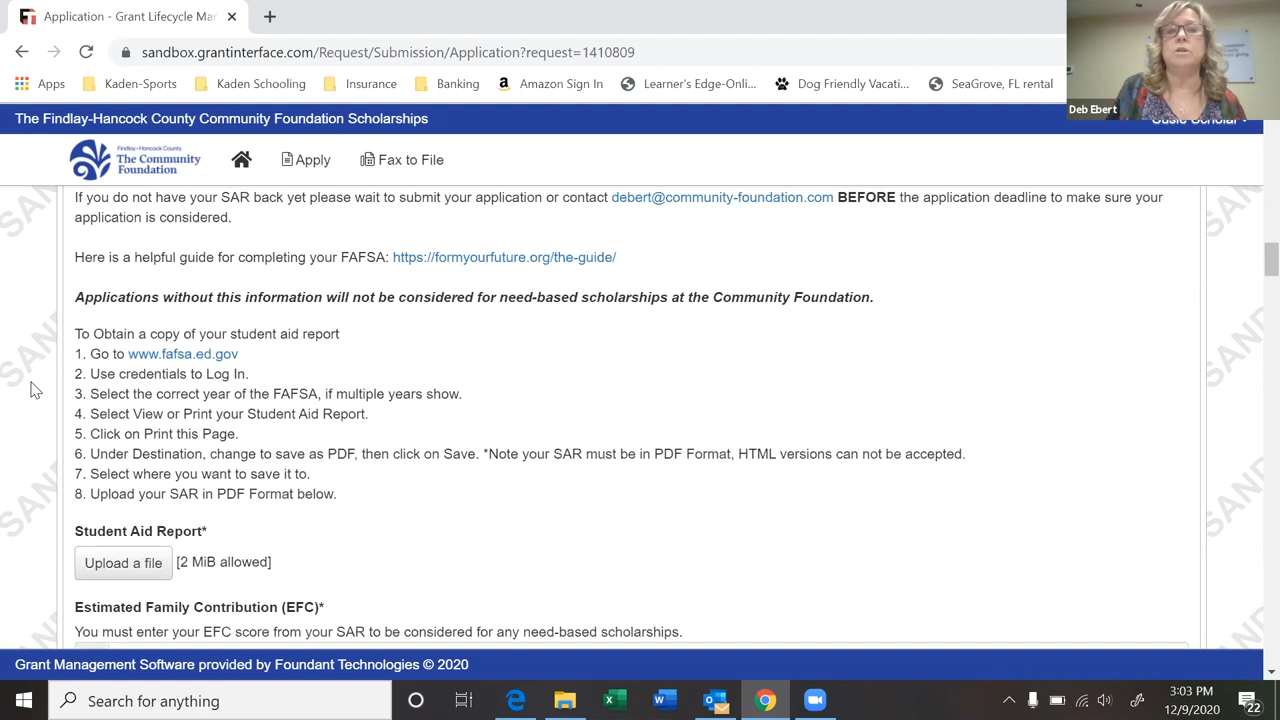 Application - Grant Lifecycle Mar
sandbox.grantinterface.com/Request/Submission/Application?request=1410809
Apps Kaden-Sports Kaden Schooling Insurance Banking Amazon Sign In Learner's Edge-Onli... Dog Friendly Vacati... SeaGrove, FL rental
Deb Ebert
The Findlay-Hancock County Community Foundation Scholarships
Susie Scholar
Findlay-Hancock County
The Community
Foundation
Apply Fax to File
If you do not have your SAR back yet please wait to submit your application or contact debert@community-foundation.com BEFORE the application deadline to make sure your
application is considered.
Here is a helpful guide for completing your FAFSA: https://formyourfuture.org/the-guide/
Applications without this information will not be considered for need-based scholarships at the Community Foundation.
To Obtain a copy of your student aid report
1. Go to www.fafsa.ed.gov
2. Use credentials to Log In.
3. Select the correct year of the FAFSA, if multiple years show.
4. Select View or Print your Student Aid Report.
5. Click on Print this Page.
6. Under Destination, change to save as PDF, then click on Save. *Note your SAR must be in PDF Format, HTML versions can not be accepted.
7. Select where you want to save it to.
8. Upload your SAR in PDF Format below.
Student Aid Report*
Upload a file [2 MiB allowed]
Estimated Family Contribution (EFC)*
You must enter your EFC score from your SAR to be considered for any need-based scholarships.
Grant Management Software provided by Foundant Technologies © 2020
Search for anything
3:03 PM
12/9/2020
22